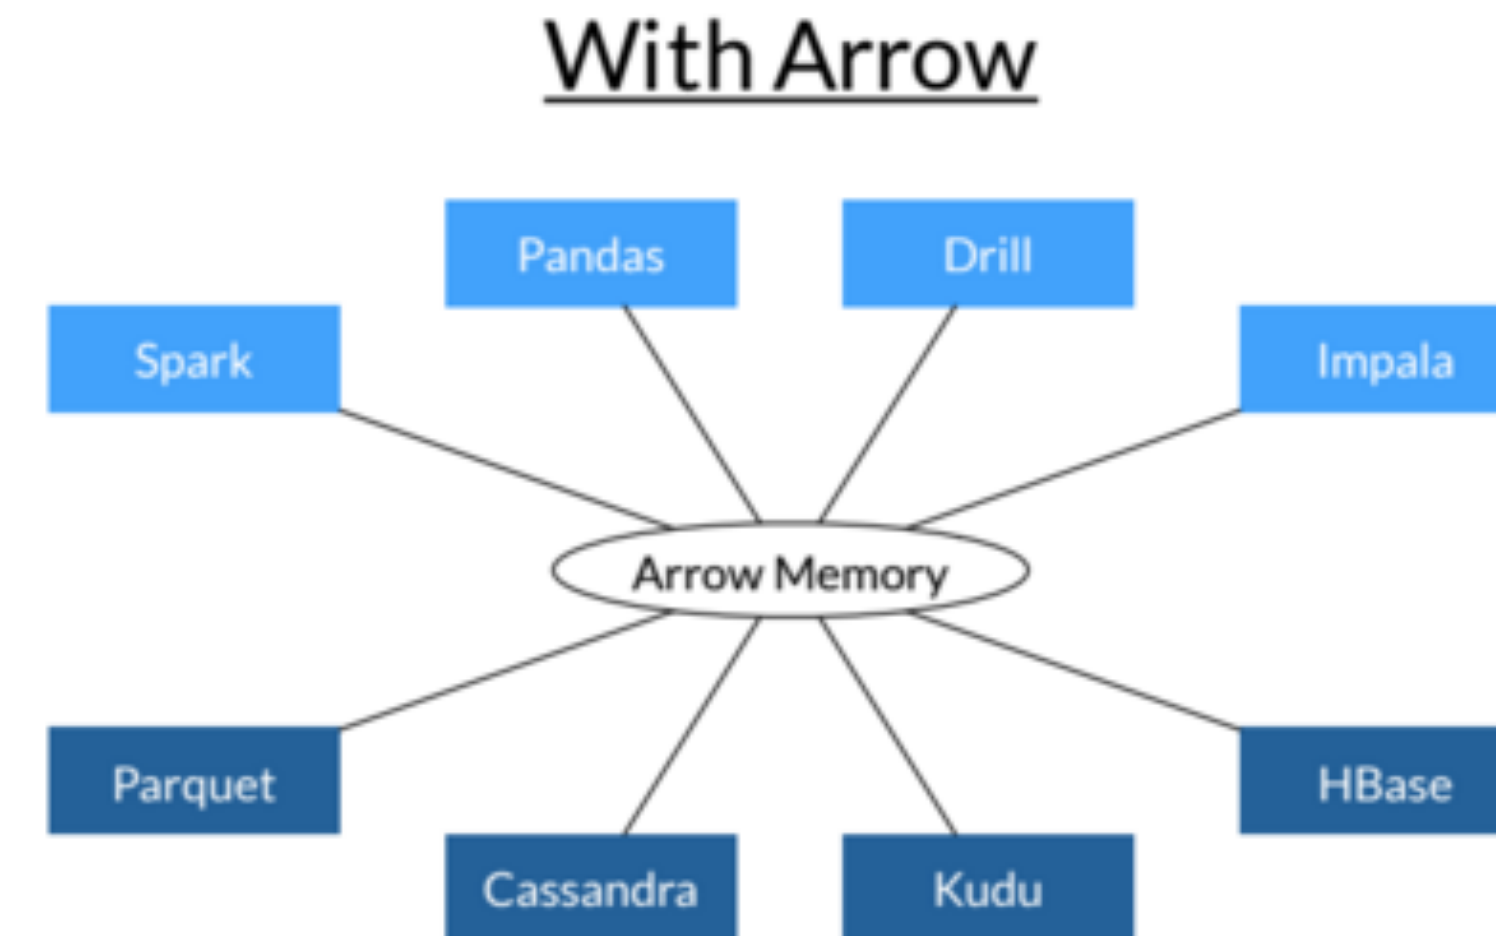 With Arrow
Pandas
Drill
Spark
Impala
Arrow Memory
Parquet
HBase
Cassandra
Kudu